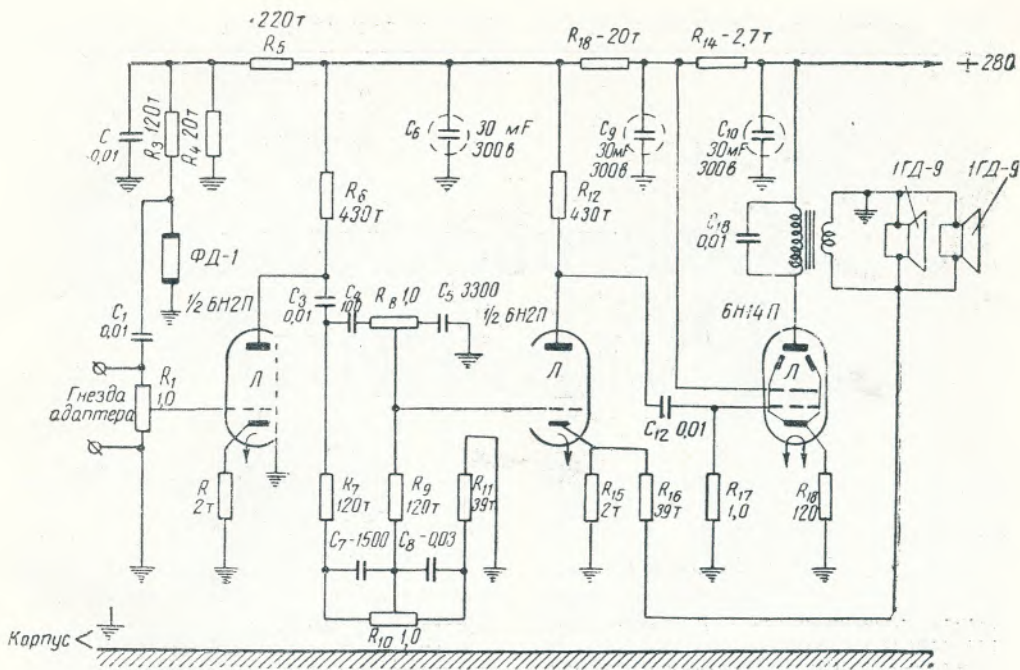 ·220т
R5
R18-20т
R14-2,7т
+280
C
0,01
R3 120т
R4 20т
C6
30 мF
300в
C9
30мF
300в
C10
30мF
300в
1ГД-9
1ГД-9
R6
430т
R12
430т
C18
0,01
ФД-1
1/2 6Н2П
C3
0,01
C4
100
R8 1,0
C5 3300
1/2 6Н2П
6Н14П
C1
0,01
R1
1,0
Гнезда
адаптера
Л
Л
Л
C12 0,01
R
2т
R7
120т
R9
120т
R11
39т
R15
2т
R16
39т
R17
1,0
R18
120
C7-1500
C8-0,03
R10 1,0
Корпус